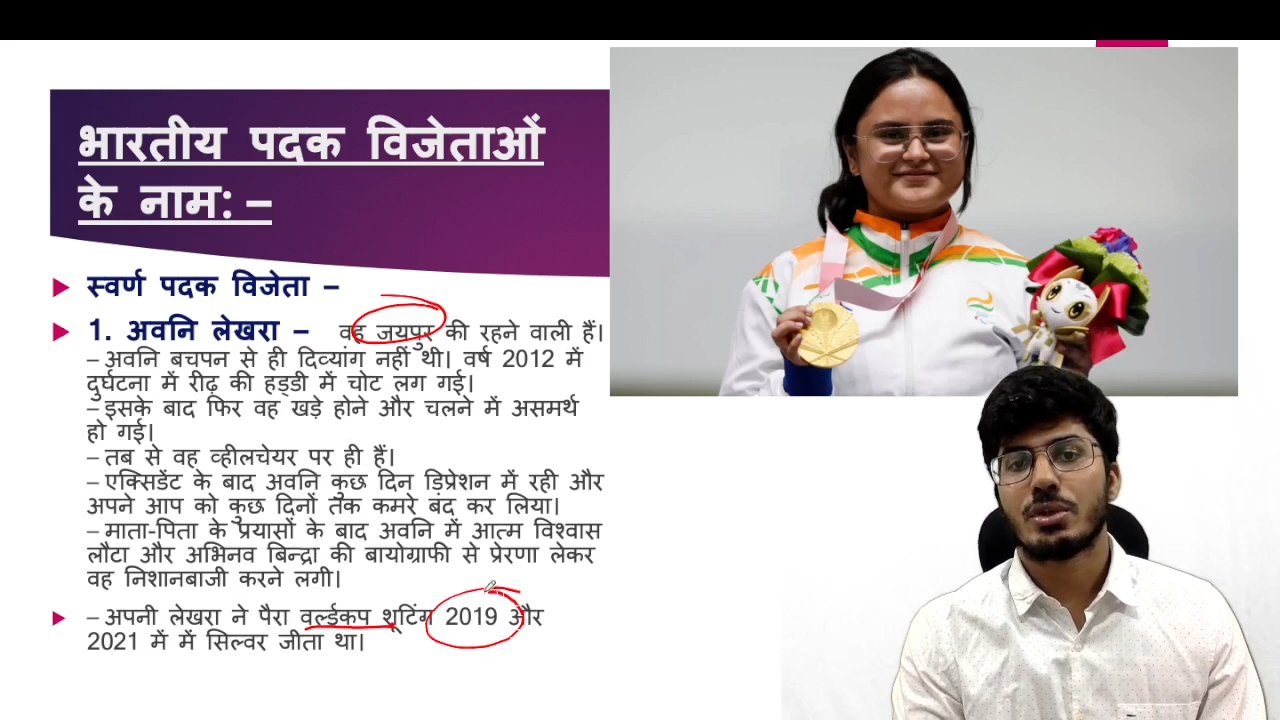 भारतीय पदक विजेताओं
के नाम: –
स्वर्ण पदक विजेता –
1. अवनि लेखरा – वह जयपुर की रहने वाली हैं।
– अवनि बचपन से ही दिव्यांग नहीं थी। वर्ष 2012 में
दुर्घटना में रीढ़ की हड्डी में चोट लग गई।
– इसके बाद फिर वह खड़े होने और चलने में असमर्थ
हो गई।
– तब से वह व्हीलचेयर पर ही हैं।
– एक्सिडेंट के बाद अवनि कुछ दिन डिप्रेशन में रही और
अपने आप को कुछ दिनों तक कमरे बंद कर लिया।
– माता-पिता के प्रयासों के बाद अवनि में आत्म विश्वास
लौटा और अभिनव बिन्द्रा की बायोग्राफी से प्रेरणा लेकर
वह निशानबाजी करने लगी।
– अपनी लेखरा ने पैरा वर्ल्डकप शूटिंग 2019 और
2021 में में सिल्वर जीता था।